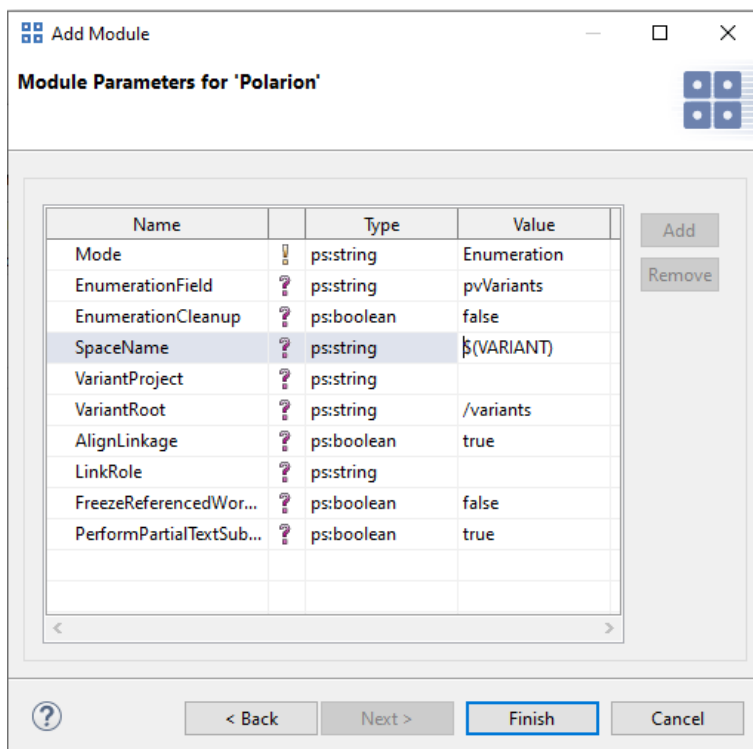 Add Module
Module Parameters for 'Polarion'
Name Type Value
Mode ps:string Enumeration
EnumerationField ps:string pvVariants
EnumerationCleanup ps:boolean false
SpaceName ps:string $(VARIANT)
VariantProject ps:string
VariantRoot ps:string /variants
AlignLinkage ps:boolean true
LinkRole ps:string
FreezeReferencedWor... ps:boolean false
PerformPartialTextSub... ps:boolean true
Add
Remove
< Back Next > Finish Cancel